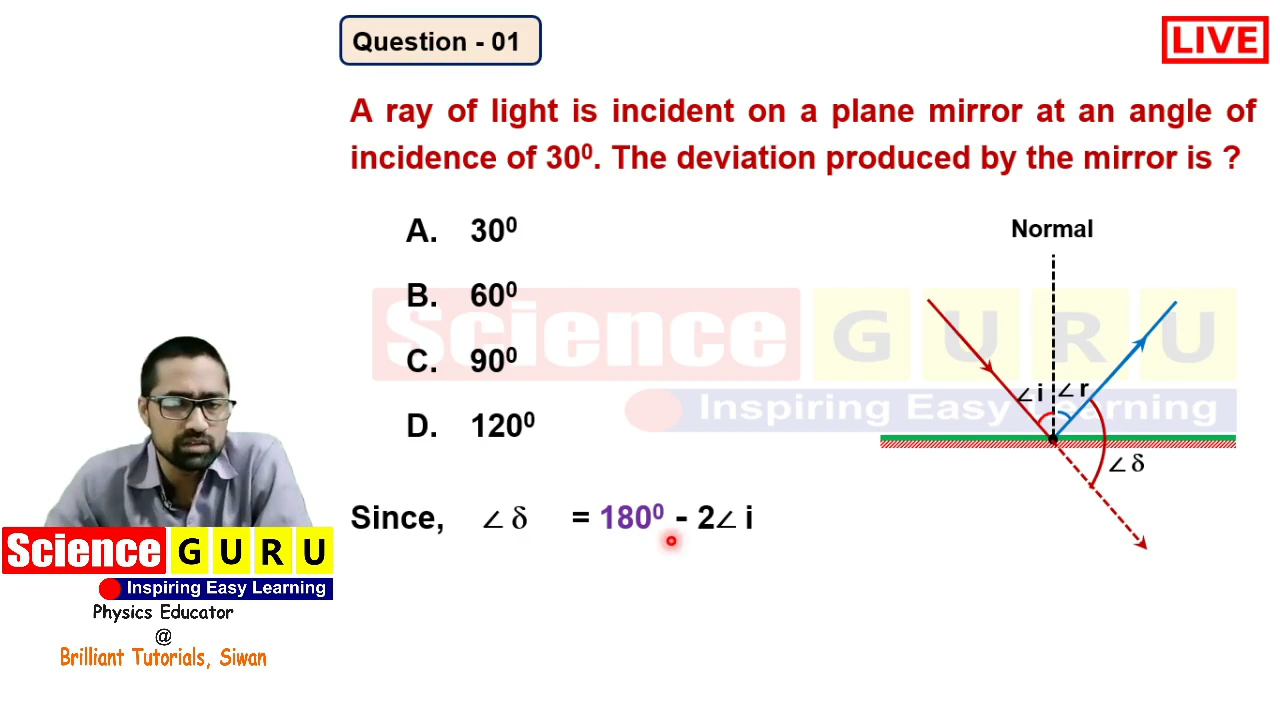 Question - 01
LIVE
A ray of light is incident on a plane mirror at an angle of
incidence of 30⁰. The deviation produced by the mirror is ?
A. 30⁰
B. 60⁰
C. 90⁰
D. 120⁰
Normal
∠i ∠r
∠ δ
Since, ∠ δ = 180⁰ - 2∠ i
Science GURU
Inspiring Easy Learning
Science GURU
Inspiring Easy Learning
Physics Educator
@
Brilliant Tutorials, Siwan